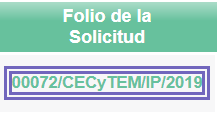 Folio de la
Solicitud
00072/CECyTEM/IP/2019